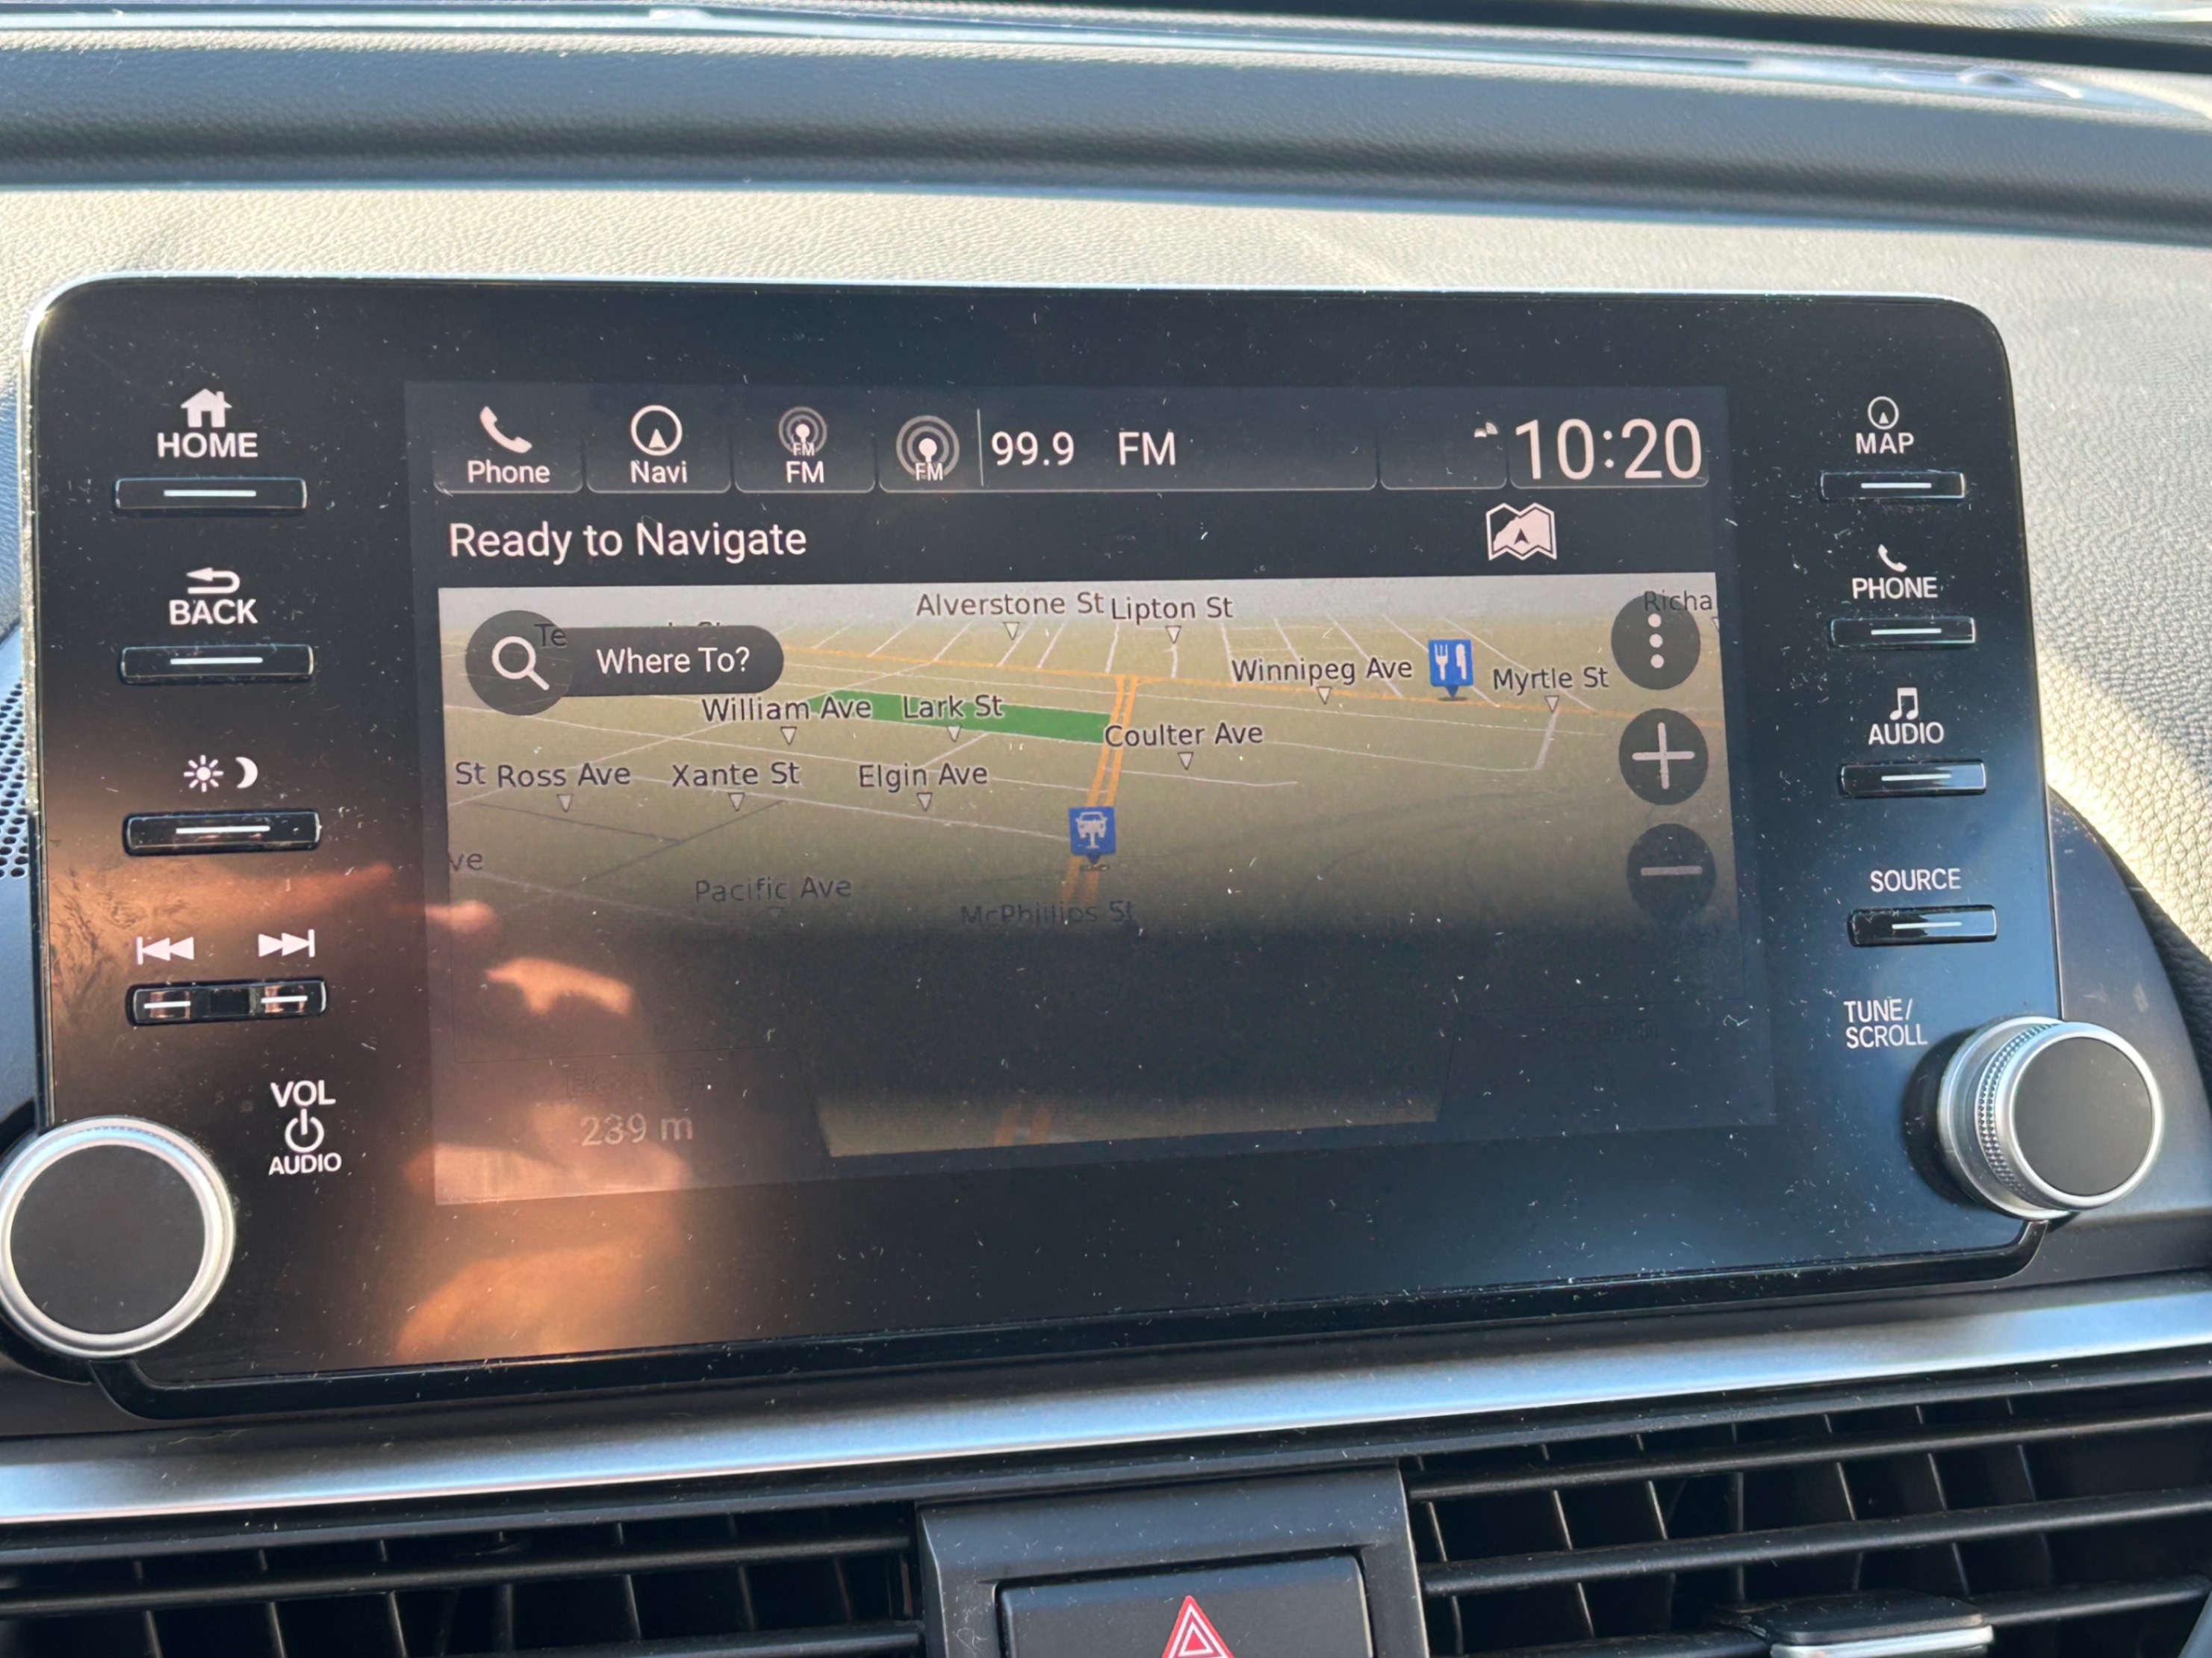 HOME
BACK
VOL
AUDIO
Phone
Navi
FM
FM
FM
99.9 FM
10:20
Ready to Navigate
Where To?
Alverstone St
Lipton St
Richa
Te
Winnipeg Ave
Myrtle St
William Ave
Lark St
Coulter Ave
St
Ross Ave
Xante St
Elgin Ave
ve
Pacific Ave
McPhillips St
239 m
MAP
PHONE
AUDIO
SOURCE
TUNE/
SCROLL